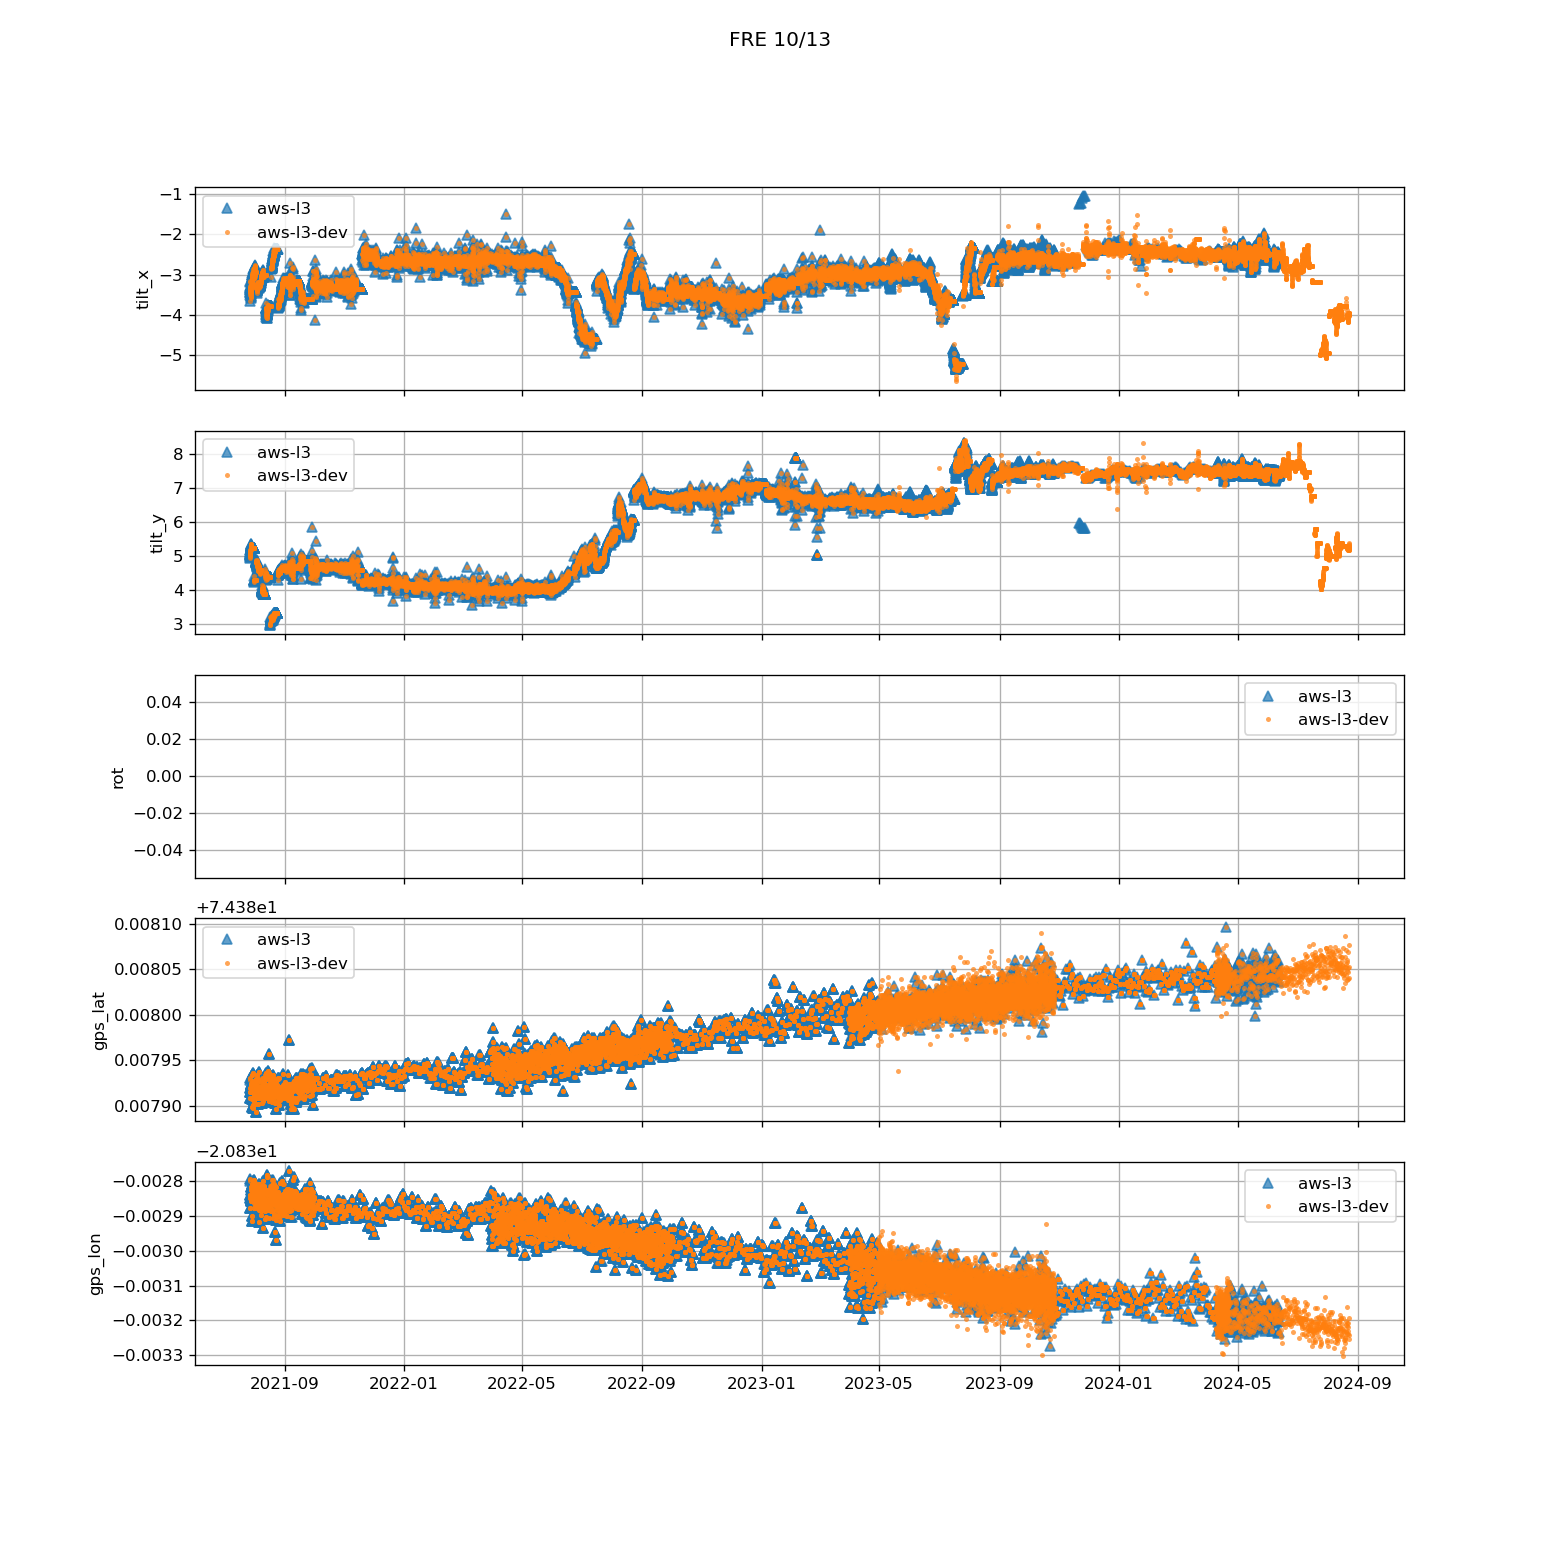 FRE 10/13
−1
−2
−3
−4
−5
tilt_x
aws-l3
aws-l3-dev
8
7
6
5
4
3
tilt_y
aws-l3
aws-l3-dev
0.04
0.02
0.00
−0.02
−0.04
rot
aws-l3
aws-l3-dev
+7.438e1
0.00810
0.00805
0.00800
0.00795
0.00790
gps_lat
aws-l3
aws-l3-dev
−2.083e1
−0.0028
−0.0029
−0.0030
−0.0031
−0.0032
−0.0033
gps_lon
aws-l3
aws-l3-dev
2021-09 2022-01 2022-05 2022-09 2023-01 2023-05 2023-09 2024-01 2024-05 2024-09